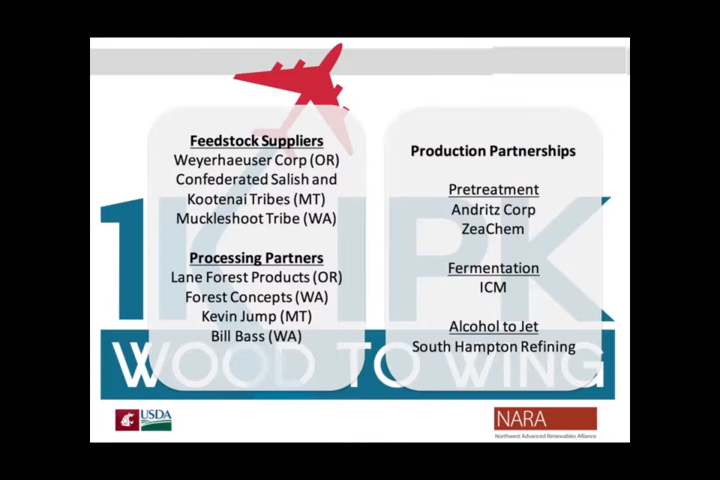 Feedstock Suppliers
Weyerhaeuser Corp (OR)
Confederated Salish and
Kootenai Tribes (MT)
Muckleshoot Tribe (WA)
Processing Partners
Lane Forest Products (OR)
Forest Concepts (WA)
Kevin Jump (MT)
Bill Bass (WA)
Production Partnerships
Pretreatment
Andritz Corp
ZeaChem
Fermentation
ICM
Alcohol to Jet
South Hampton Refining
1K IPK
WOOD TO WING
USDA
NARA
Northwest Advanced Renewables Alliance